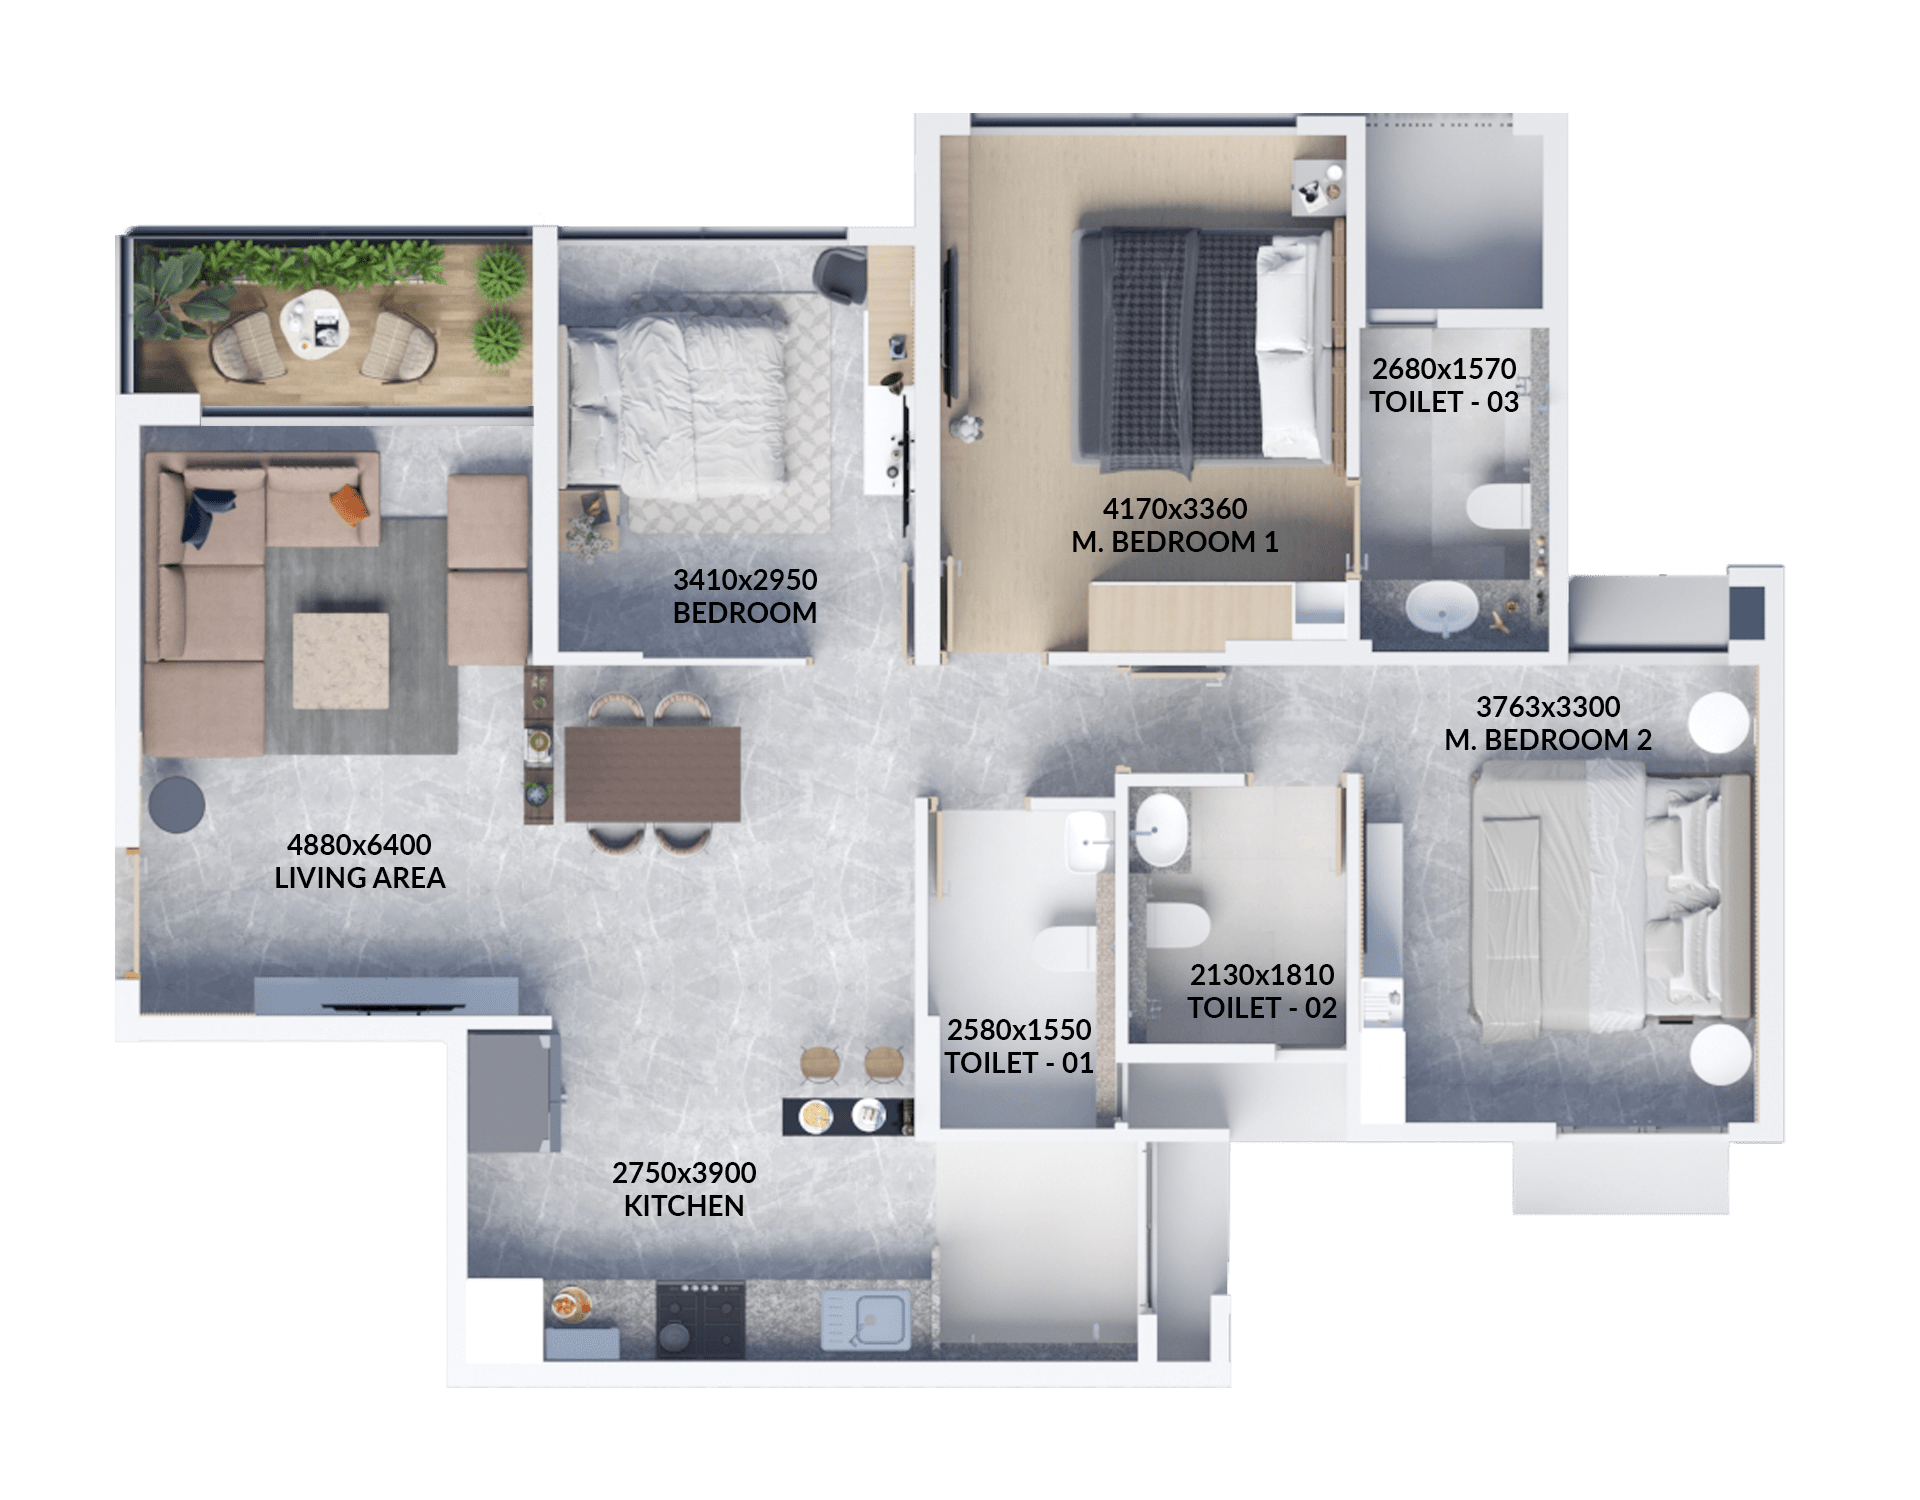 2680x1570
TOILET - 03
4170x3360
M. BEDROOM 1
3410x2950
BEDROOM
3763x3300
M. BEDROOM 2
4880x6400
LIVING AREA
2130x1810
TOILET - 02
2580x1550
TOILET - 01
2750x3900
KITCHEN